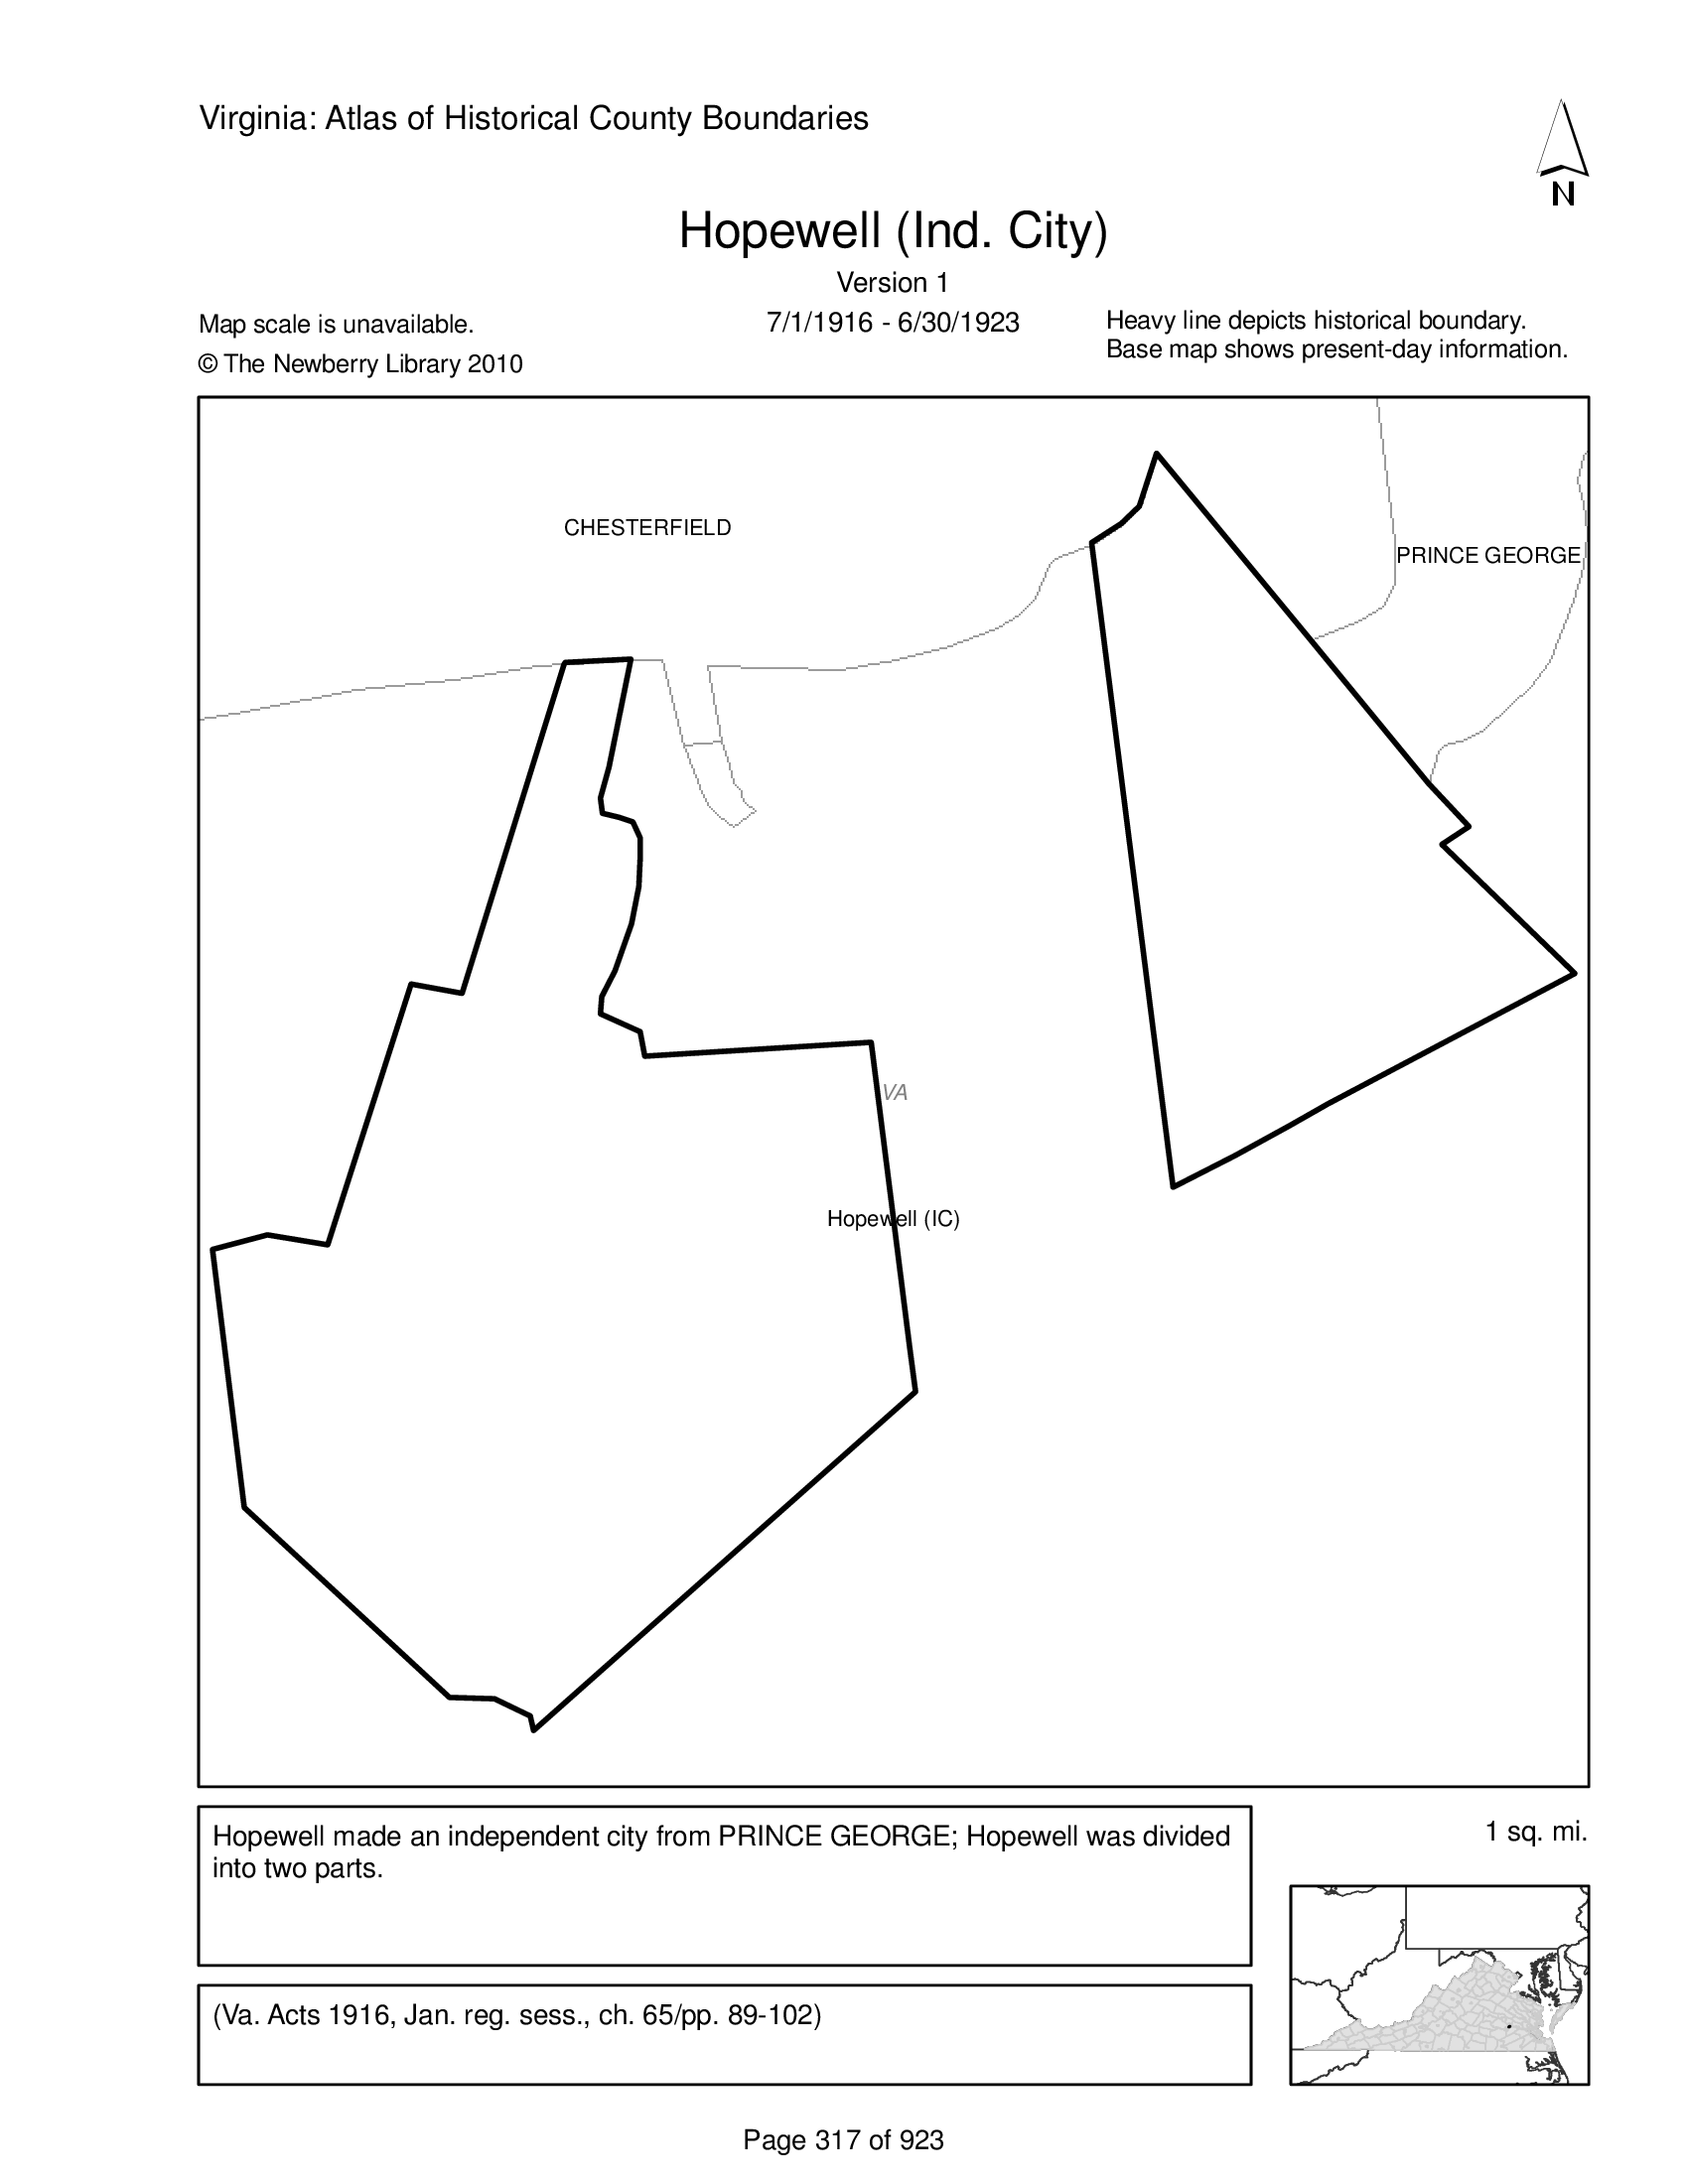 Virginia: Atlas of Historical County Boundaries
N
Hopewell (Ind. City)
Version 1
Map scale is unavailable.
7/1/1916 - 6/30/1923
Heavy line depicts historical boundary.
Base map shows present-day information.
© The Newberry Library 2010
CHESTERFIELD
PRINCE GEORGE
VA
Hopewell (IC)
Hopewell made an independent city from PRINCE GEORGE; Hopewell was divided
into two parts.
1 sq. mi.
(Va. Acts 1916, Jan. reg. sess., ch. 65/pp. 89-102)
Page 317 of 923